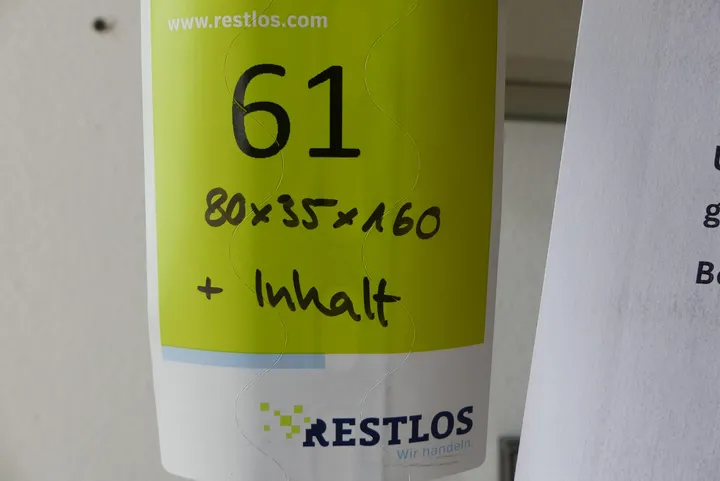 www.restlos.com
61
80x35x160
+ Inhalt
RESTLOS
Wir handeln.